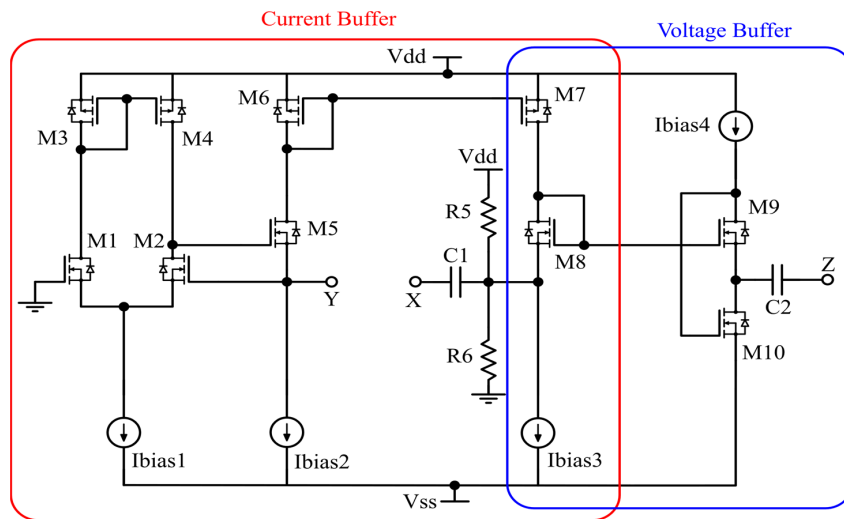 Current Buffer
Voltage Buffer
Vdd
M3
M4
M6
M7
Ibias4
Vdd
R5
M1
M2
M5
M8
M9
Y
X
C1
C2
Z
R6
M10
Ibias1
Ibias2
Ibias3
Vss